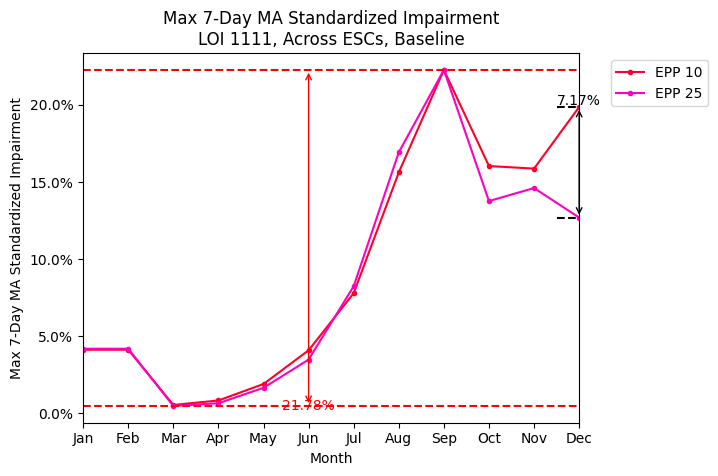 Max 7-Day MA Standardized Impairment
LOI 1111, Across ESCs, Baseline
Max 7-Day MA Standardized Impairment
20.0%
15.0%
10.0%
5.0%
0.0%
7.17%
21.78%
Jan Feb Mar Apr May Jun Jul Aug Sep Oct Nov Dec
Month
EPP 10
EPP 25